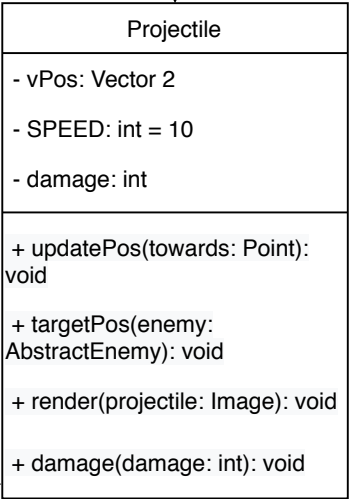 Projectile
- vPos: Vector 2
- SPEED: int = 10
- damage: int
+ updatePos(towards: Point):
void
+ targetPos(enemy:
AbstractEnemy): void
+ render(projectile: Image): void
+ damage(damage: int): void